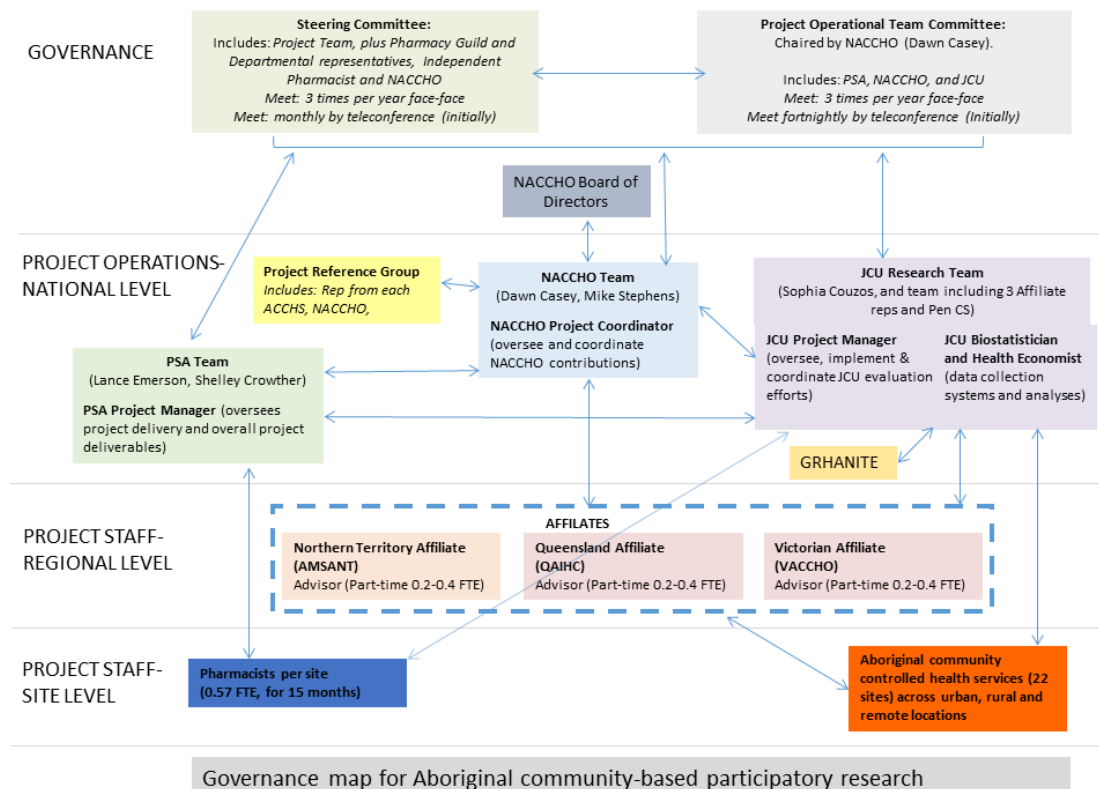 GOVERNANCE
Steering Committee:
Includes: Project Team, plus Pharmacy Guild and
Departmental representatives, Independent
Pharmacist and NACCHO
Meet: 3 times per year face-face
Meet: monthly by teleconference (initially)
Project Operational Team Committee:
Chaired by NACCHO (Dawn Casey).
Includes: PSA, NACCHO, and JCU
Meet: 3 times per year face-face
Meet fortnightly by teleconference (Initially)
NACCHO Board of
Directors
PROJECT OPERATIONS-
NATIONAL LEVEL
Project Reference Group
Includes: Rep from each
ACCHS, NACCHO,
NACCHO Team
(Dawn Casey, Mike Stephens)
NACCHO Project Coordinator
(oversee and coordinate
NACCHO contributions)
JCU Research Team
(Sophia Couzos, and team including 3 Affiliate
reps and Pen CS)
JCU Project Manager
(oversee, implement &
coordinate JCU evaluation
efforts)
JCU Biostatistician
and Health Economist
(data collection
systems and analyses)
PSA Team
(Lance Emerson, Shelley Crowther)
PSA Project Manager (oversees
project delivery and overall project
deliverables)
GRHANITE
PROJECT STAFF-
REGIONAL LEVEL
AFFILATES
Northern Territory Affiliate
(AMSANT)
Advisor (Part-time 0.2-0.4 FTE)
Queensland Affiliate
(QAIHC)
Advisor (Part-time 0.2-0.4 FTE)
Victorian Affiliate
(VACCHO)
Advisor (Part-time 0.2-0.4 FTE)
PROJECT STAFF-
SITE LEVEL
Pharmacists per site
(0.57 FTE, for 15 months)
Aboriginal community
controlled health services (22
sites) across urban, rural and
remote locations
Governance map for Aboriginal community-based participatory research